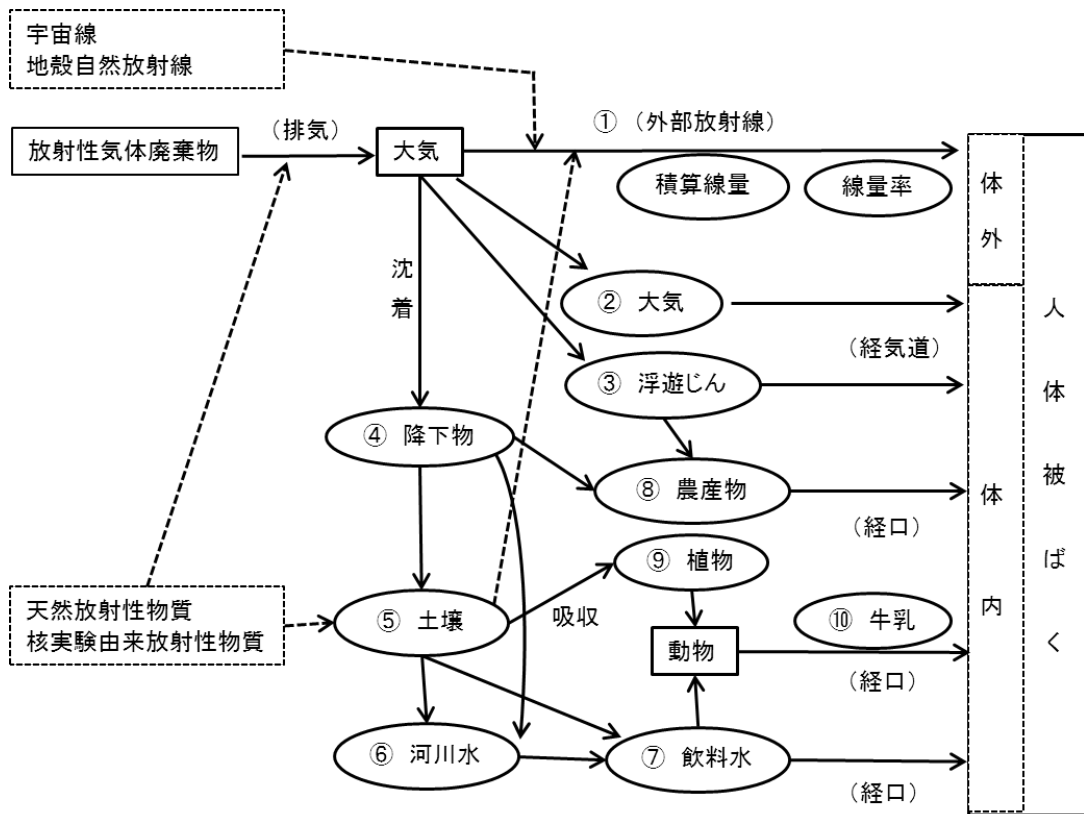 宇宙線
地殻自然放射線
放射性気体廃棄物
（排気）
大気
① （外部放射線）
積算線量
線量率
体外
沈着
② 大気
（経気道）
③ 浮遊じん
④ 降下物
⑧ 農産物
（経口）
⑨ 植物
天然放射性物質
核実験由来放射性物質
⑤ 土壌
吸収
動物
⑩ 牛乳
（経口）
⑥ 河川水
⑦ 飲料水
（経口）
体内
人体被ばく